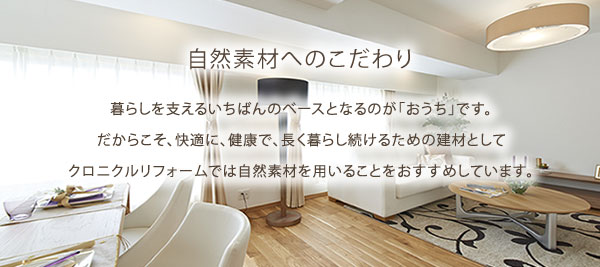 自然素材へのこだわり
暮らしを支えるいちばんのベースとなるのが「おうち」です。
だからこそ、快適に、健康で、長く暮らし続けるための建材として
クロニクルリフォームでは自然素材を用いることをおすすめしています。